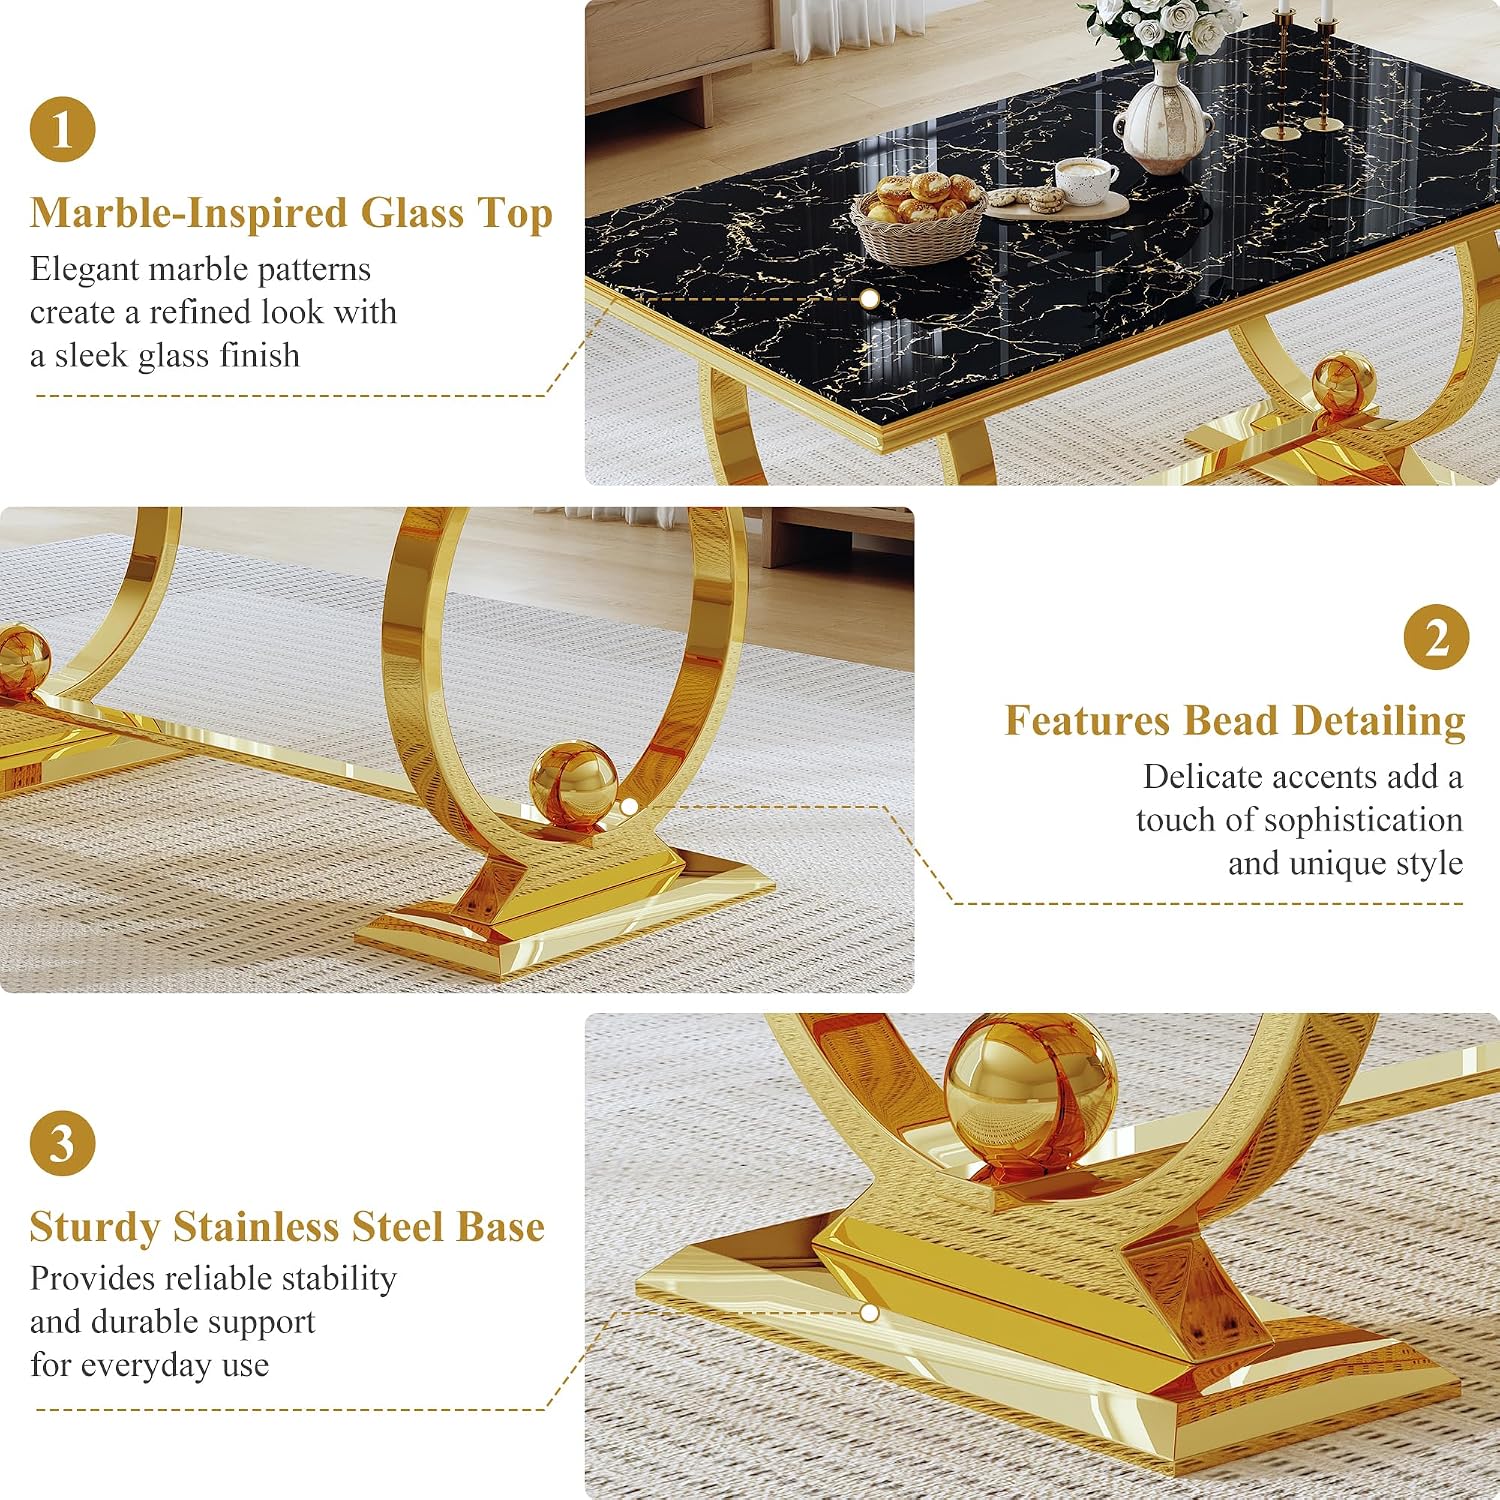 1
Marble-Inspired Glass Top
Elegant marble patterns
create a refined look with
a sleek glass finish
2
Features Bead Detailing
Delicate accents add a
touch of sophistication
and unique style
3
Sturdy Stainless Steel Base
Provides reliable stability
and durable support
for everyday use